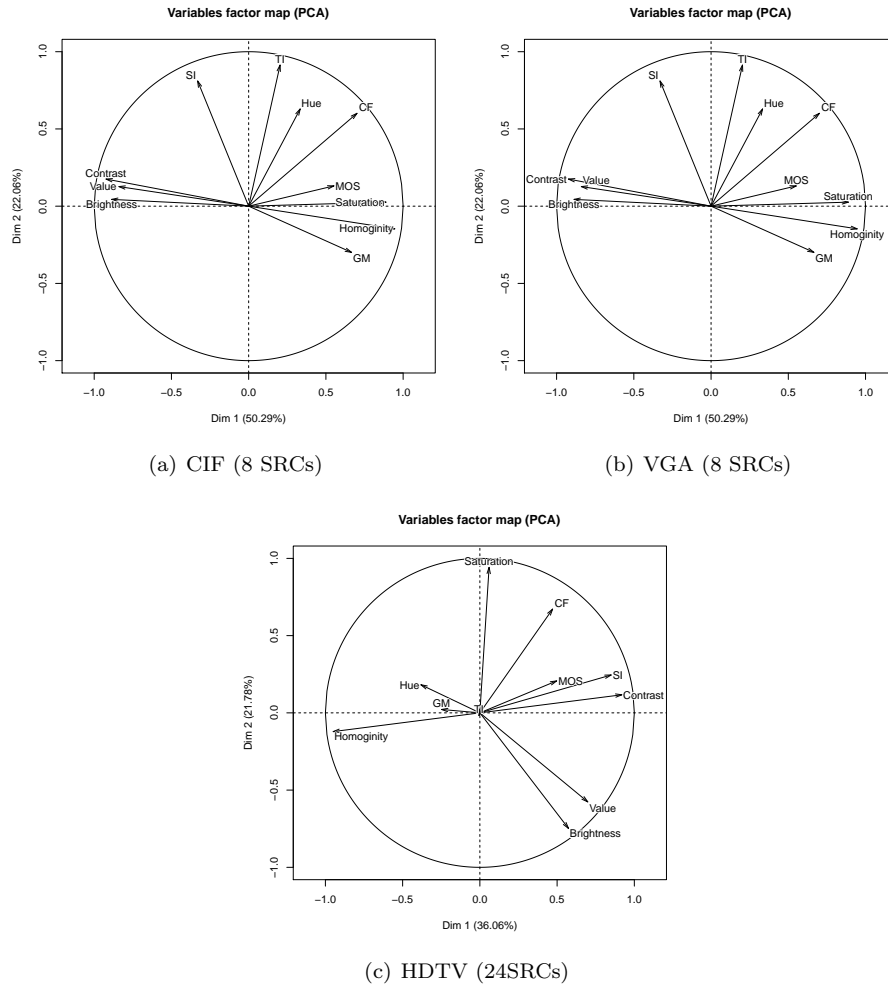 Variables factor map (PCA)
1.0
0.5
0.0
−0.5
−1.0
Dim 2 (22.06%)
SI
TI
Hue
CF
Contrast
Value
Brightness
MOS
Saturation
Homoginity
GM
−1.0 −0.5 0.0 0.5 1.0
Dim 1 (50.29%)
(a) CIF (8 SRCs)
Variables factor map (PCA)
1.0
0.5
0.0
−0.5
−1.0
Dim 2 (22.06%)
SI
TI
Hue
CF
Contrast
Value
Brightness
MOS
Saturation
Homoginity
GM
−1.0 −0.5 0.0 0.5 1.0
Dim 1 (50.29%)
(b) VGA (8 SRCs)
Variables factor map (PCA)
1.0
0.5
0.0
−0.5
−1.0
Dim 2 (21.78%)
Saturation
CF
SI
MOS
Hue
Contrast
GM
TI
Homoginity
Value
Brightness
−1.0 −0.5 0.0 0.5 1.0
Dim 1 (36.06%)
(c) HDTV (24SRCs)